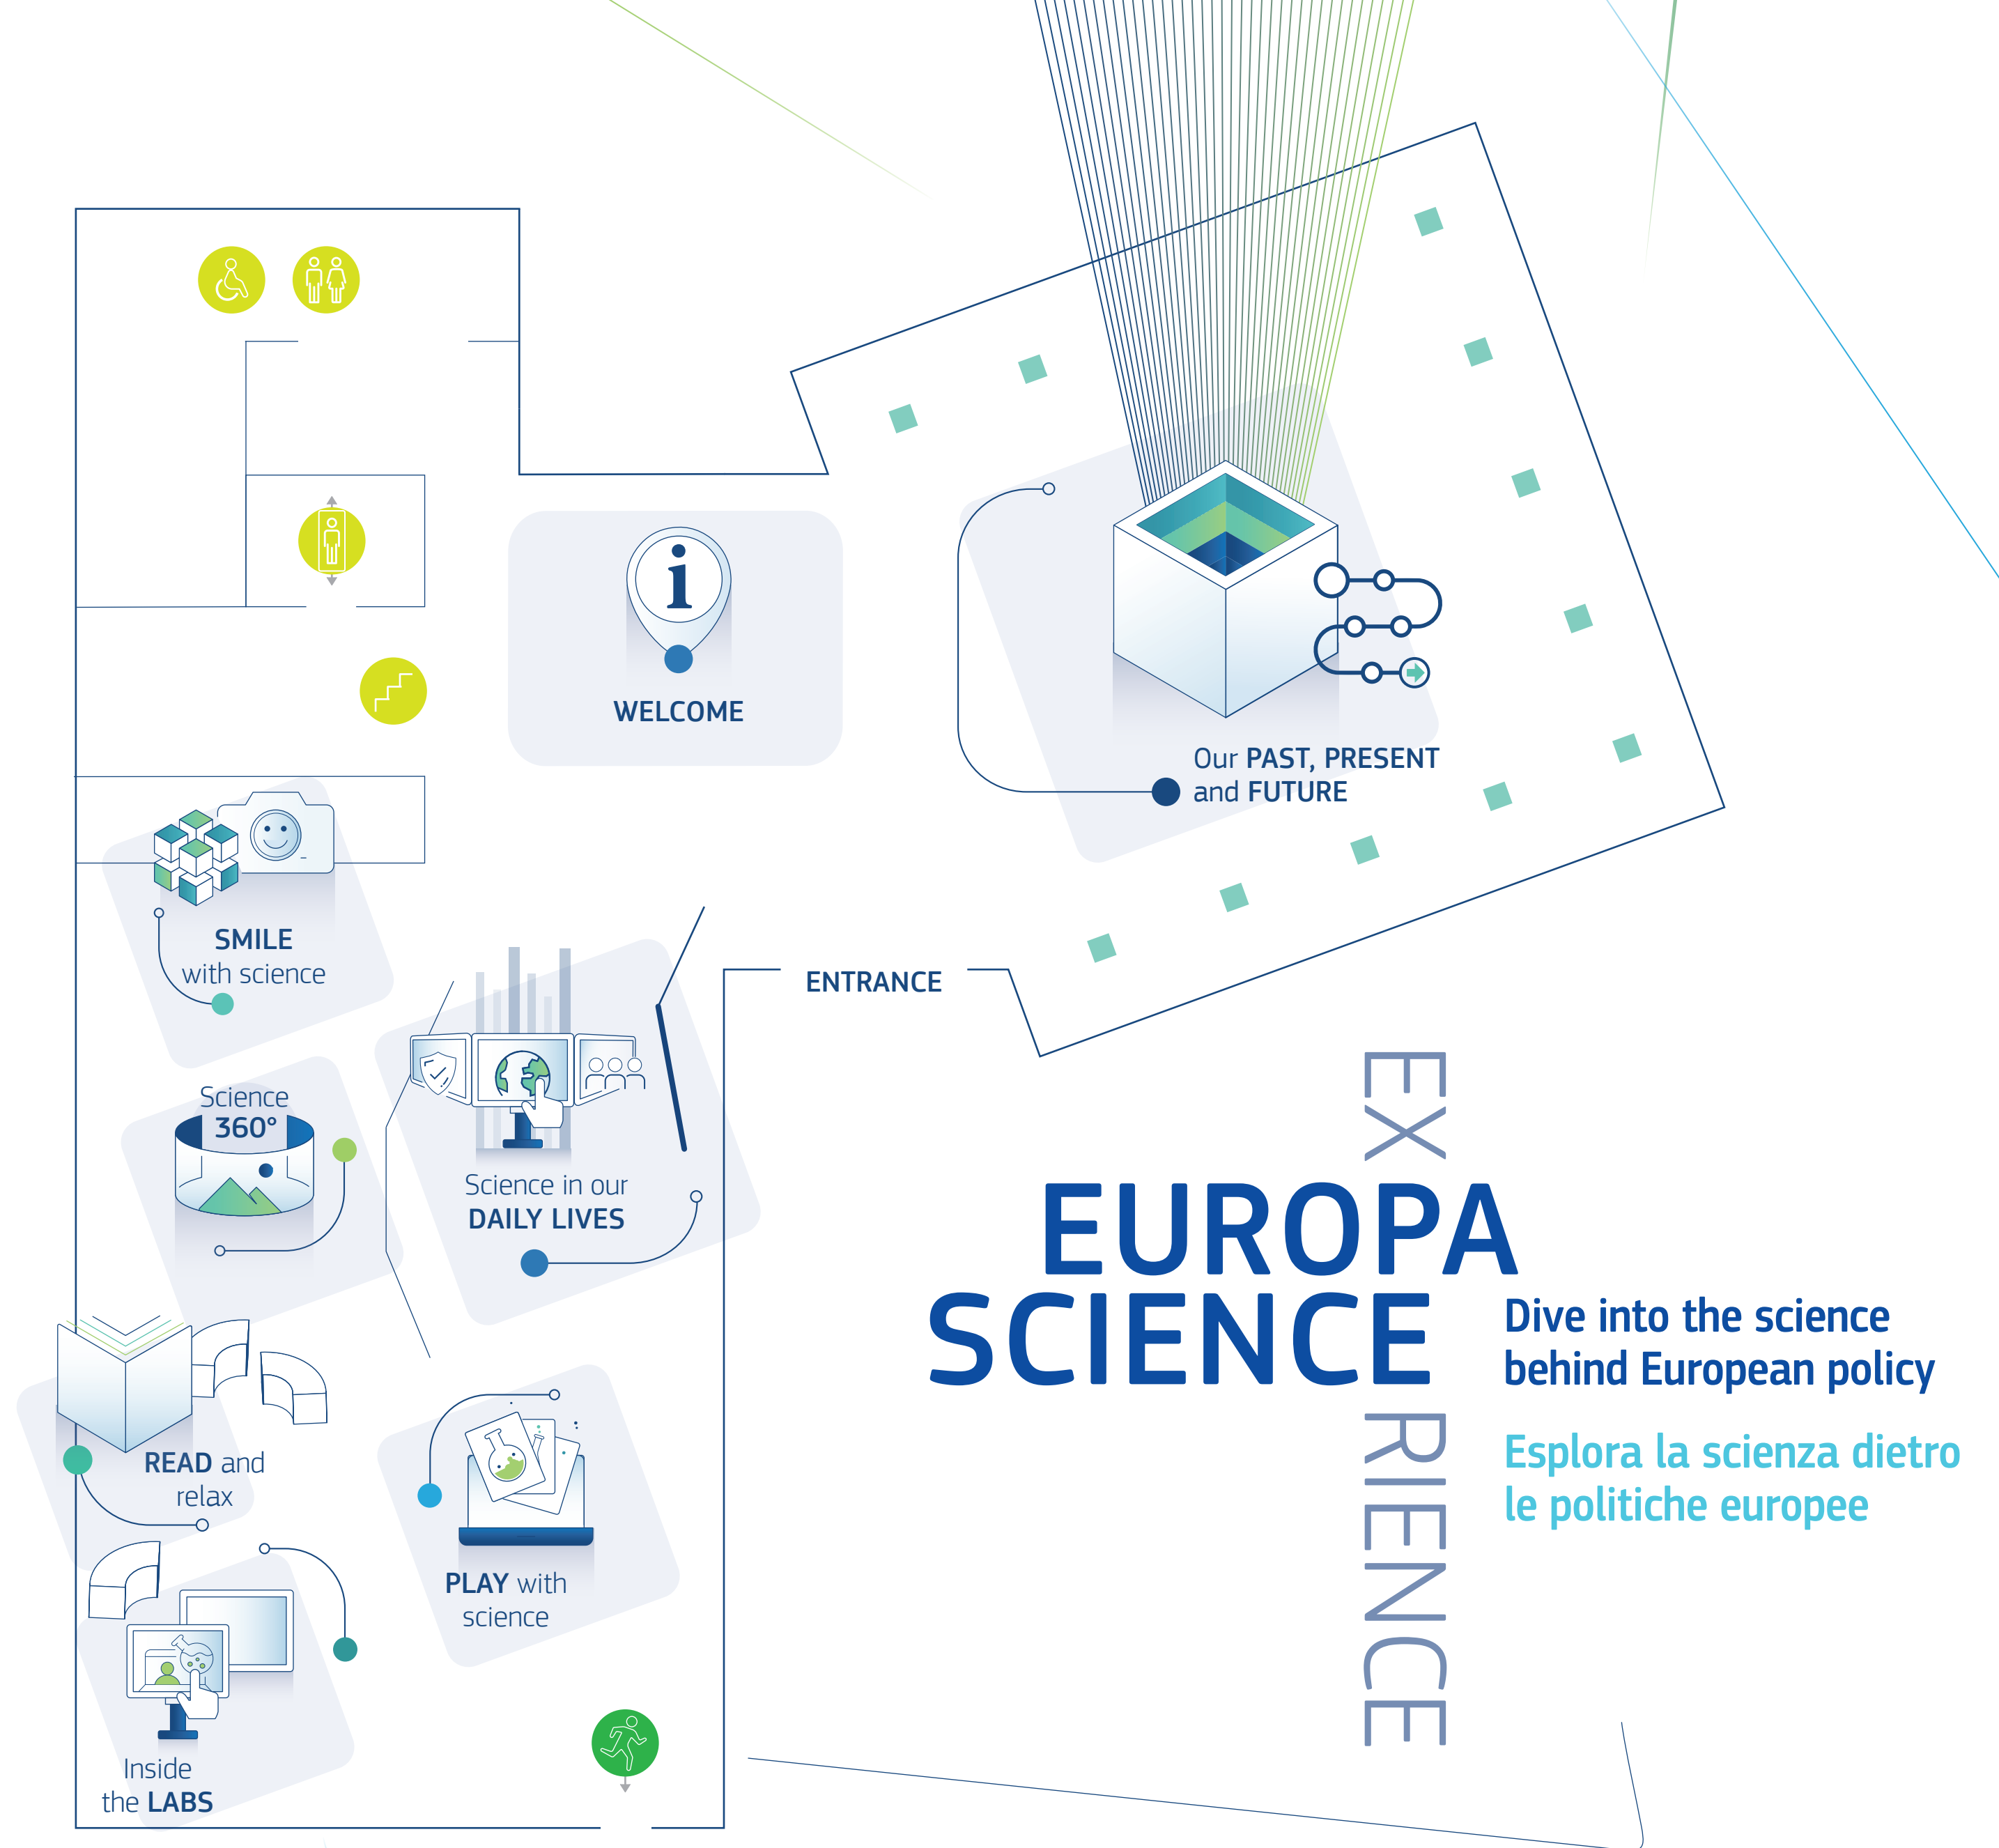 WELCOME
Our PAST, PRESENT
and FUTURE
SMILE
with science
ENTRANCE
Science
360°
Science in our
DAILY LIVES
READ and
relax
PLAY with
science
Inside
the LABS
EUROPA
SCIENCE
EXPERIENCE
Dive into the science
behind European policy
Esplora la scienza dietro
le politiche europee